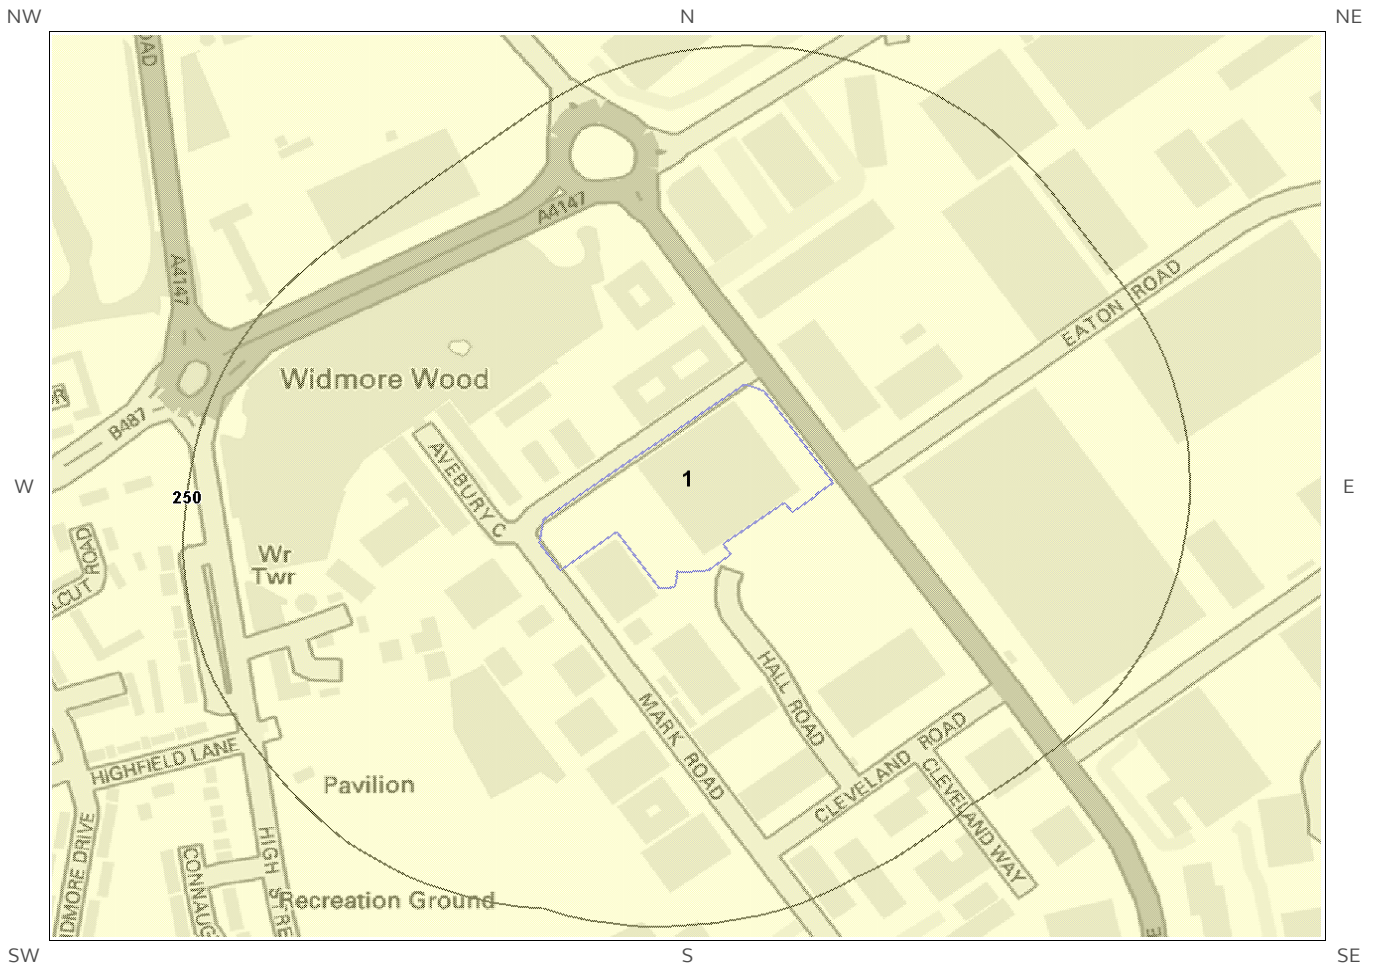 NW
N
NE
OAD
A4147
A4147
EATON ROAD
Widmore Wood
B487
AVEBURY C
1
W
E
250
ROAD
LCUT
Wr
Twr
HALL ROAD
MARK ROAD
CLEVELAND ROAD
HIGHFIELD LANE
CLEVELAND WAY
Pavilion
DMORE DRIVE
HIGH
CONNAUG
Recreation Ground
SW
S
SE